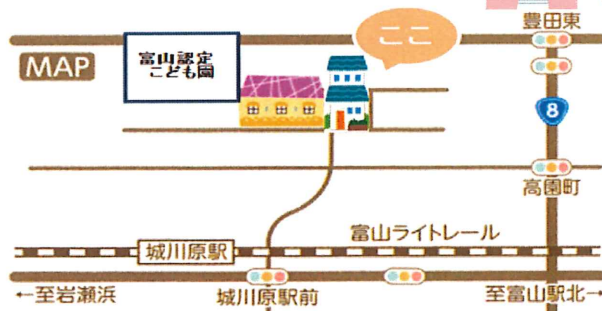 豊田東
ここ
MAP
富山認定
こども園
8
高園町
富山ライトレール
城川原駅
←至岩瀬浜
城川原駅前
至富山駅北→